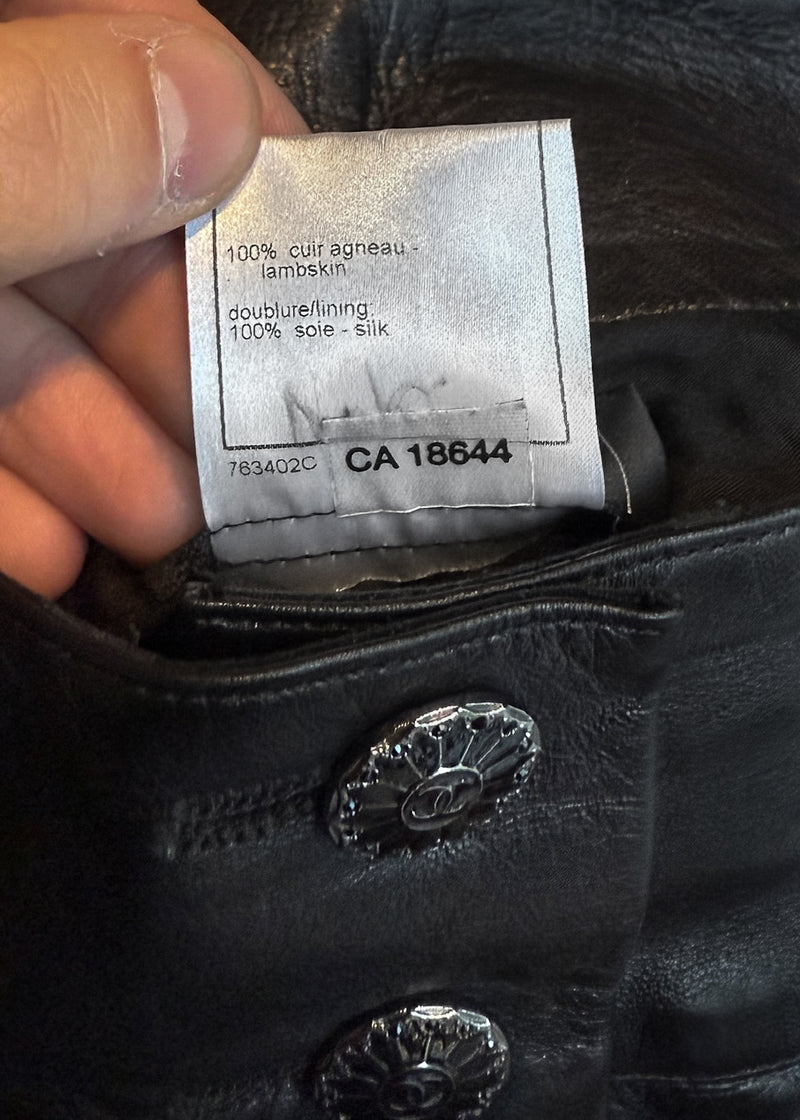 100% cuir agneau -
lambskin
doublure/lining:
100% soie - silk
763402C
CA 18644